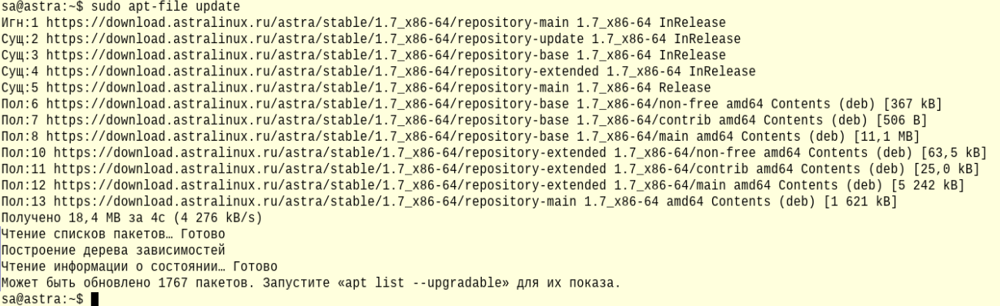 sa@astra:~$ sudo apt-file update
Игн:1 https://download.astralinux.ru/astra/stable/1.7_x86-64/repository-main 1.7_x86-64 InRelease
Сущ:2 https://download.astralinux.ru/astra/stable/1.7_x86-64/repository-update 1.7_x86-64 InRelease
Сущ:3 https://download.astralinux.ru/astra/stable/1.7_x86-64/repository-base 1.7_x86-64 InRelease
Сущ:4 https://download.astralinux.ru/astra/stable/1.7_x86-64/repository-extended 1.7_x86-64 InRelease
Сущ:5 https://download.astralinux.ru/astra/stable/1.7_x86-64/repository-main 1.7_x86-64 Release
Пол:6 https://download.astralinux.ru/astra/stable/1.7_x86-64/repository-base 1.7_x86-64/non-free amd64 Contents (deb) [367 kB]
Пол:7 https://download.astralinux.ru/astra/stable/1.7_x86-64/repository-base 1.7_x86-64/contrib amd64 Contents (deb) [506 B]
Пол:8 https://download.astralinux.ru/astra/stable/1.7_x86-64/repository-base 1.7_x86-64/main amd64 Contents (deb) [11,1 MB]
Пол:10 https://download.astralinux.ru/astra/stable/1.7_x86-64/repository-extended 1.7_x86-64/non-free amd64 Contents (deb) [63,5 kB]
Пол:11 https://download.astralinux.ru/astra/stable/1.7_x86-64/repository-extended 1.7_x86-64/contrib amd64 Contents (deb) [25,0 kB]
Пол:12 https://download.astralinux.ru/astra/stable/1.7_x86-64/repository-extended 1.7_x86-64/main amd64 Contents (deb) [5 242 kB]
Пол:13 https://download.astralinux.ru/astra/stable/1.7_x86-64/repository-main 1.7_x86-64 amd64 Contents (deb) [1 621 kB]
Получено 18,4 MB за 4с (4 276 kB/s)
Чтение списков пакетов… Готово
Построение дерева зависимостей
Чтение информации о состоянии… Готово
Может быть обновлено 1767 пакетов. Запустите «apt list --upgradable» для их показа.
sa@astra:~$